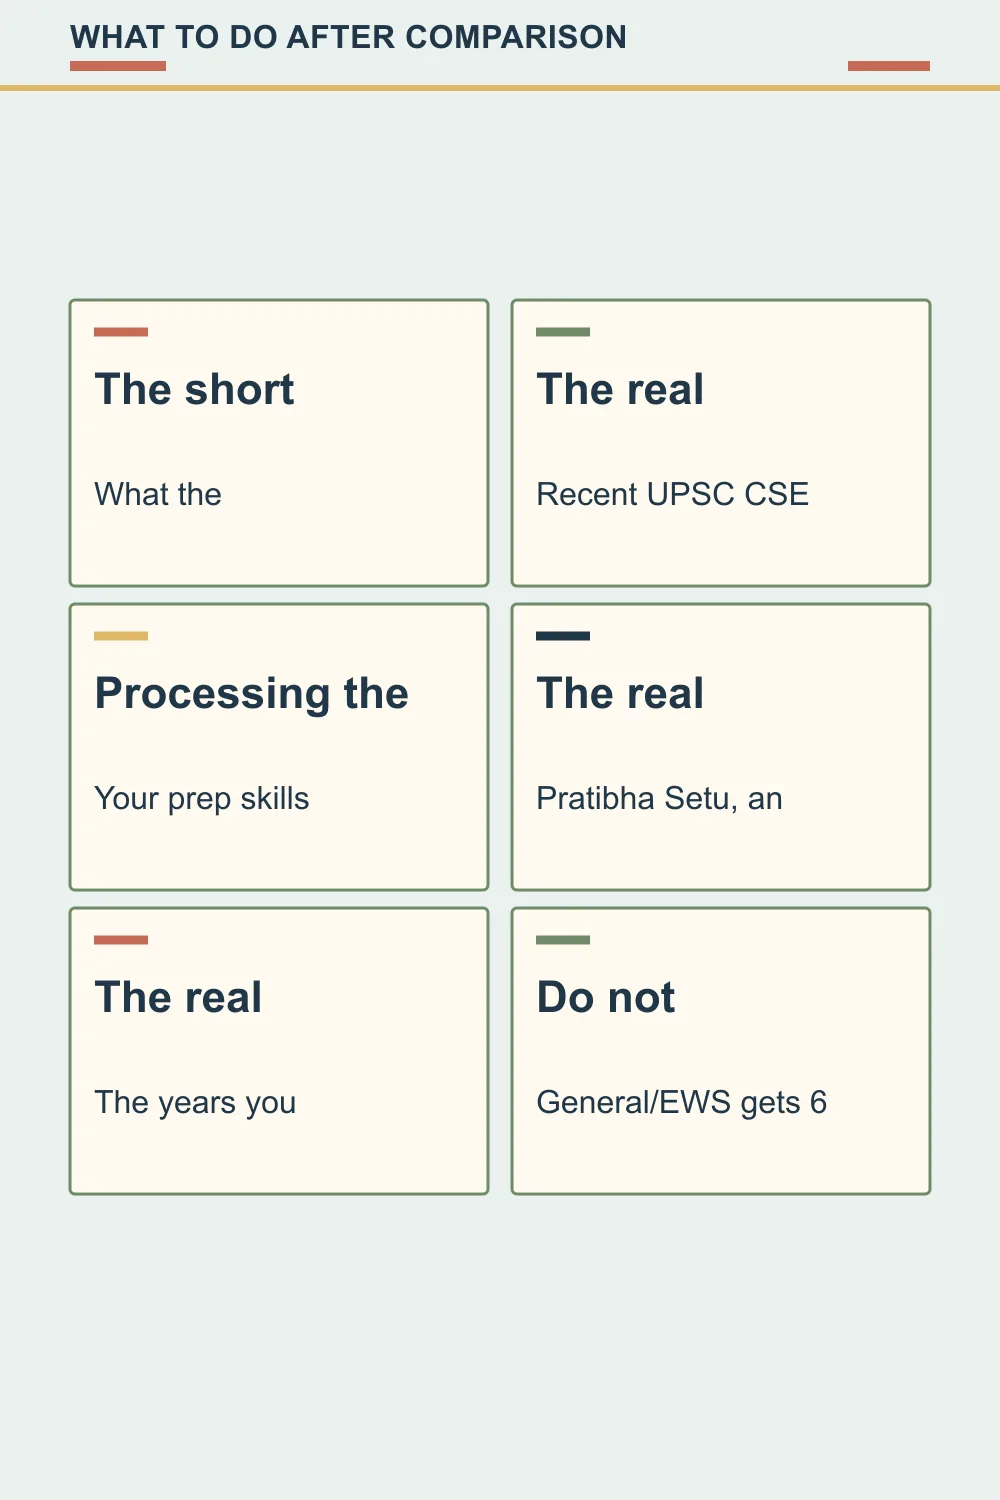 WHAT TO DO AFTER COMPARISON
The short
What the
The real
Recent UPSC CSE
Processing the
Your prep skills
The real
Pratibha Setu, an
The real
The years you
Do not
General/EWS gets 6